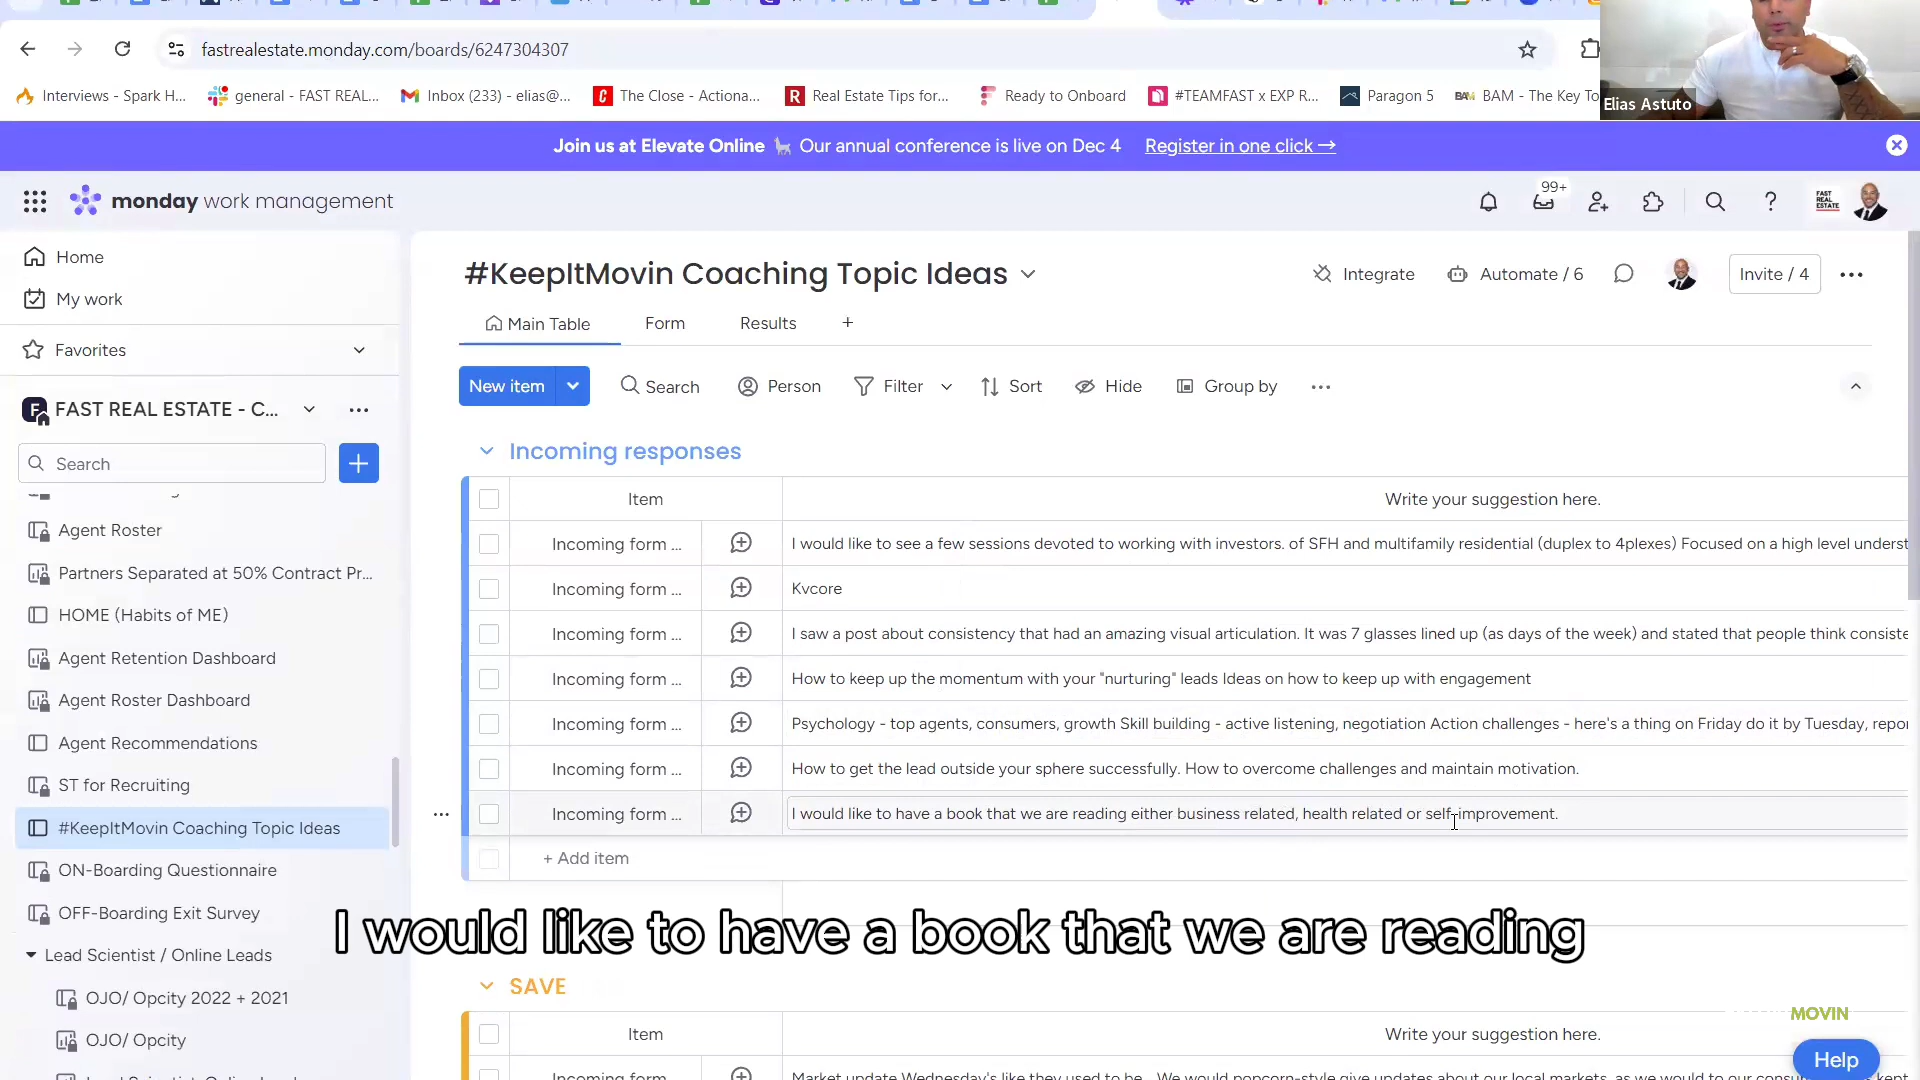 fastrealestate.monday.com/boards/6247304307
Interviews - Spark H...
general - FAST REAL...
Inbox (233) - elias@...
The Close - Actiona...
Real Estate Tips for...
Ready to Onboard
#TEAMFAST x EXP R...
Paragon 5
BAM - The Key To
Elias Astuto
Join us at Elevate Online Our annual conference is live on Dec 4 Register in one click →
monday work management
99+
FAST REAL ESTATE
Home
My work
Favorites
FAST REAL ESTATE - C...
Search
Agent Roster
Partners Separated at 50% Contract Pr...
HOME (Habits of ME)
Agent Retention Dashboard
Agent Roster Dashboard
Agent Recommendations
ST for Recruiting
#KeepItMovin Coaching Topic Ideas
ON-Boarding Questionnaire
OFF-Boarding Exit Survey
Lead Scientist / Online Leads
OJO/ Opcity 2022 + 2021
OJO/ Opcity
#KeepItMovin Coaching Topic Ideas
Integrate
Automate / 6
Invite / 4
Main Table
Form
Results
New item
Search
Person
Filter
Sort
Hide
Group by
Incoming responses
Item Write your suggestion here.
Incoming form ... I would like to see a few sessions devoted to working with investors. of SFH and multifamily residential (duplex to 4plexes) Focused on a high level underst
Incoming form ... Kvcore
Incoming form ... I saw a post about consistency that had an amazing visual articulation. It was 7 glasses lined up (as days of the week) and stated that people think consiste
Incoming form ... How to keep up the momentum with your "nurturing" leads Ideas on how to keep up with engagement
Incoming form ... Psychology - top agents, consumers, growth Skill building - active listening, negotiation Action challenges - here's a thing on Friday do it by Tuesday, repor
Incoming form ... How to get the lead outside your sphere successfully. How to overcome challenges and maintain motivation.
Incoming form ... I would like to have a book that we are reading either business related, health related or self-improvement.
+ Add item
I would like to have a book that we are reading
SAVE
Item Write your suggestion here.
MOVIN
Help